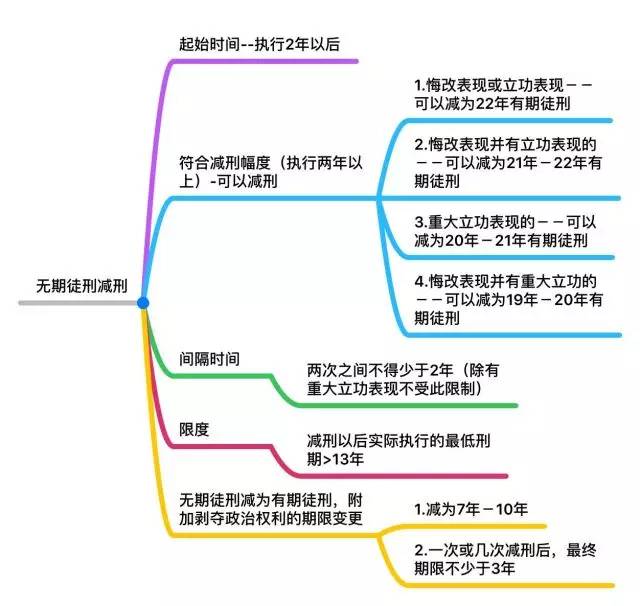 无期徒刑减刑
起始时间--执行2年以后
符合减刑幅度（执行两年以
上）-可以减刑
1.悔改表现或立功表现－－
可以减为22年有期徒刑
2.悔改表现并有立功表现的
－－可以减为21年－22年有
期徒刑
3.重大立功表现的－－可以
减为20年－21年有期徒刑
4.悔改表现并有重大立功的
－－可以减为19年－20年有
期徒刑
间隔时间
两次之间不得少于2年（除有
重大立功表现不受此限制）
限度
减刑以后实际执行的最低刑
期>13年
无期徒刑减为有期徒刑，附
加剥夺政治权利的期限变更
1.减为7年－10年
2.一次或几次减刑后，最终
期限不少于3年